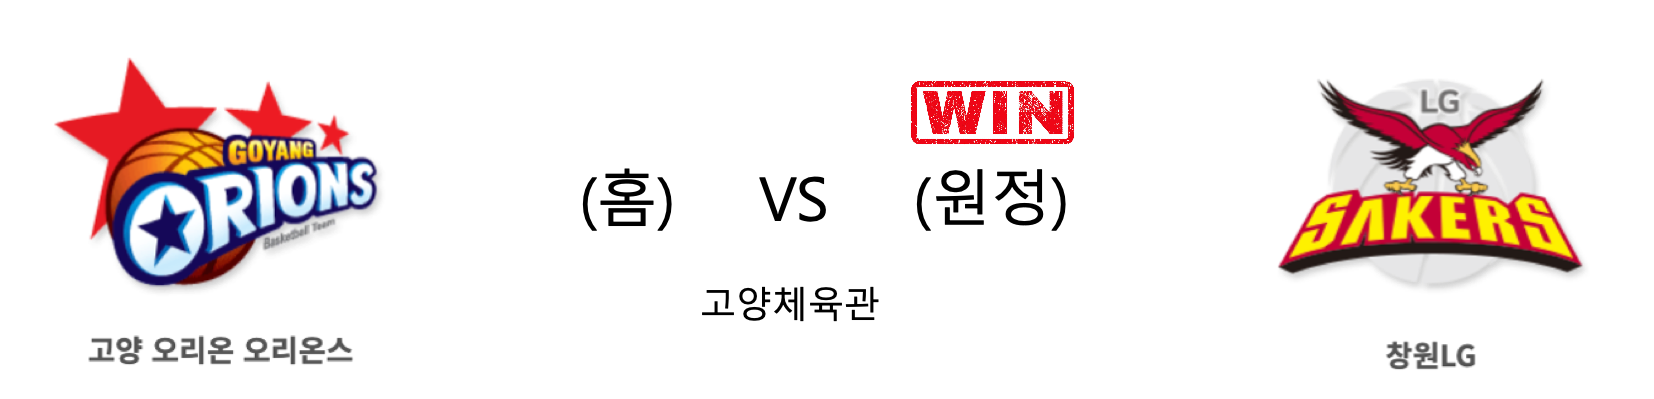 GOYANG
ORIONS
Basketball Team
고양 오리온 오리온스
WIN
(홈) VS (원정)
고양체육관
LG
SAKERS
창원LG